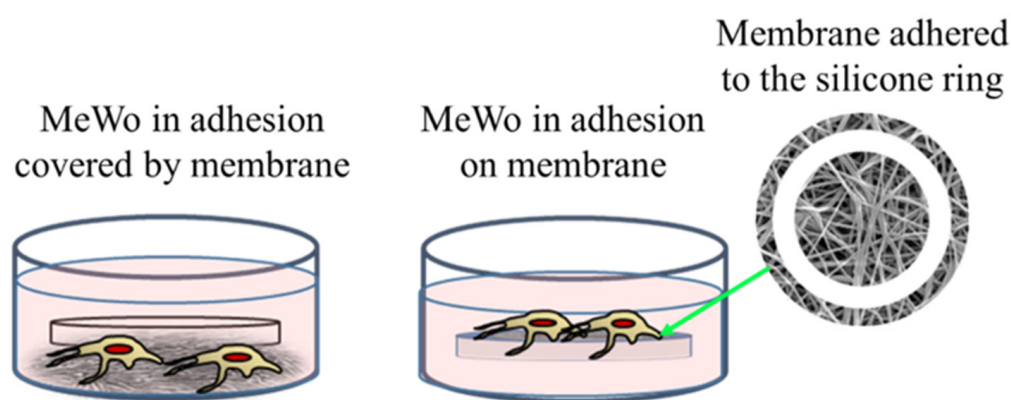 MeWo in adhesion
covered by membrane
MeWo in adhesion
on membrane
Membrane adhered
to the silicone ring